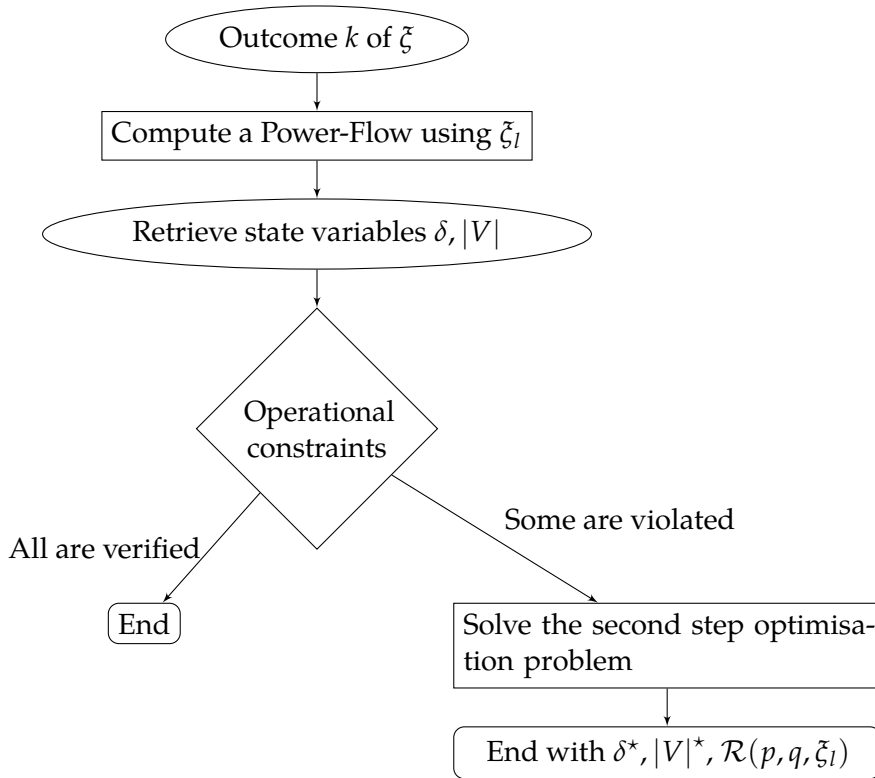 Outcome k of ξ
Compute a Power-Flow using ξ_l
Retrieve state variables δ, |V|
Operational
constraints
Some are violated
All are verified
End
Solve the second step optimisa-
tion problem
End with δ*, |V|*, ℛ(p, q, ξ_l)